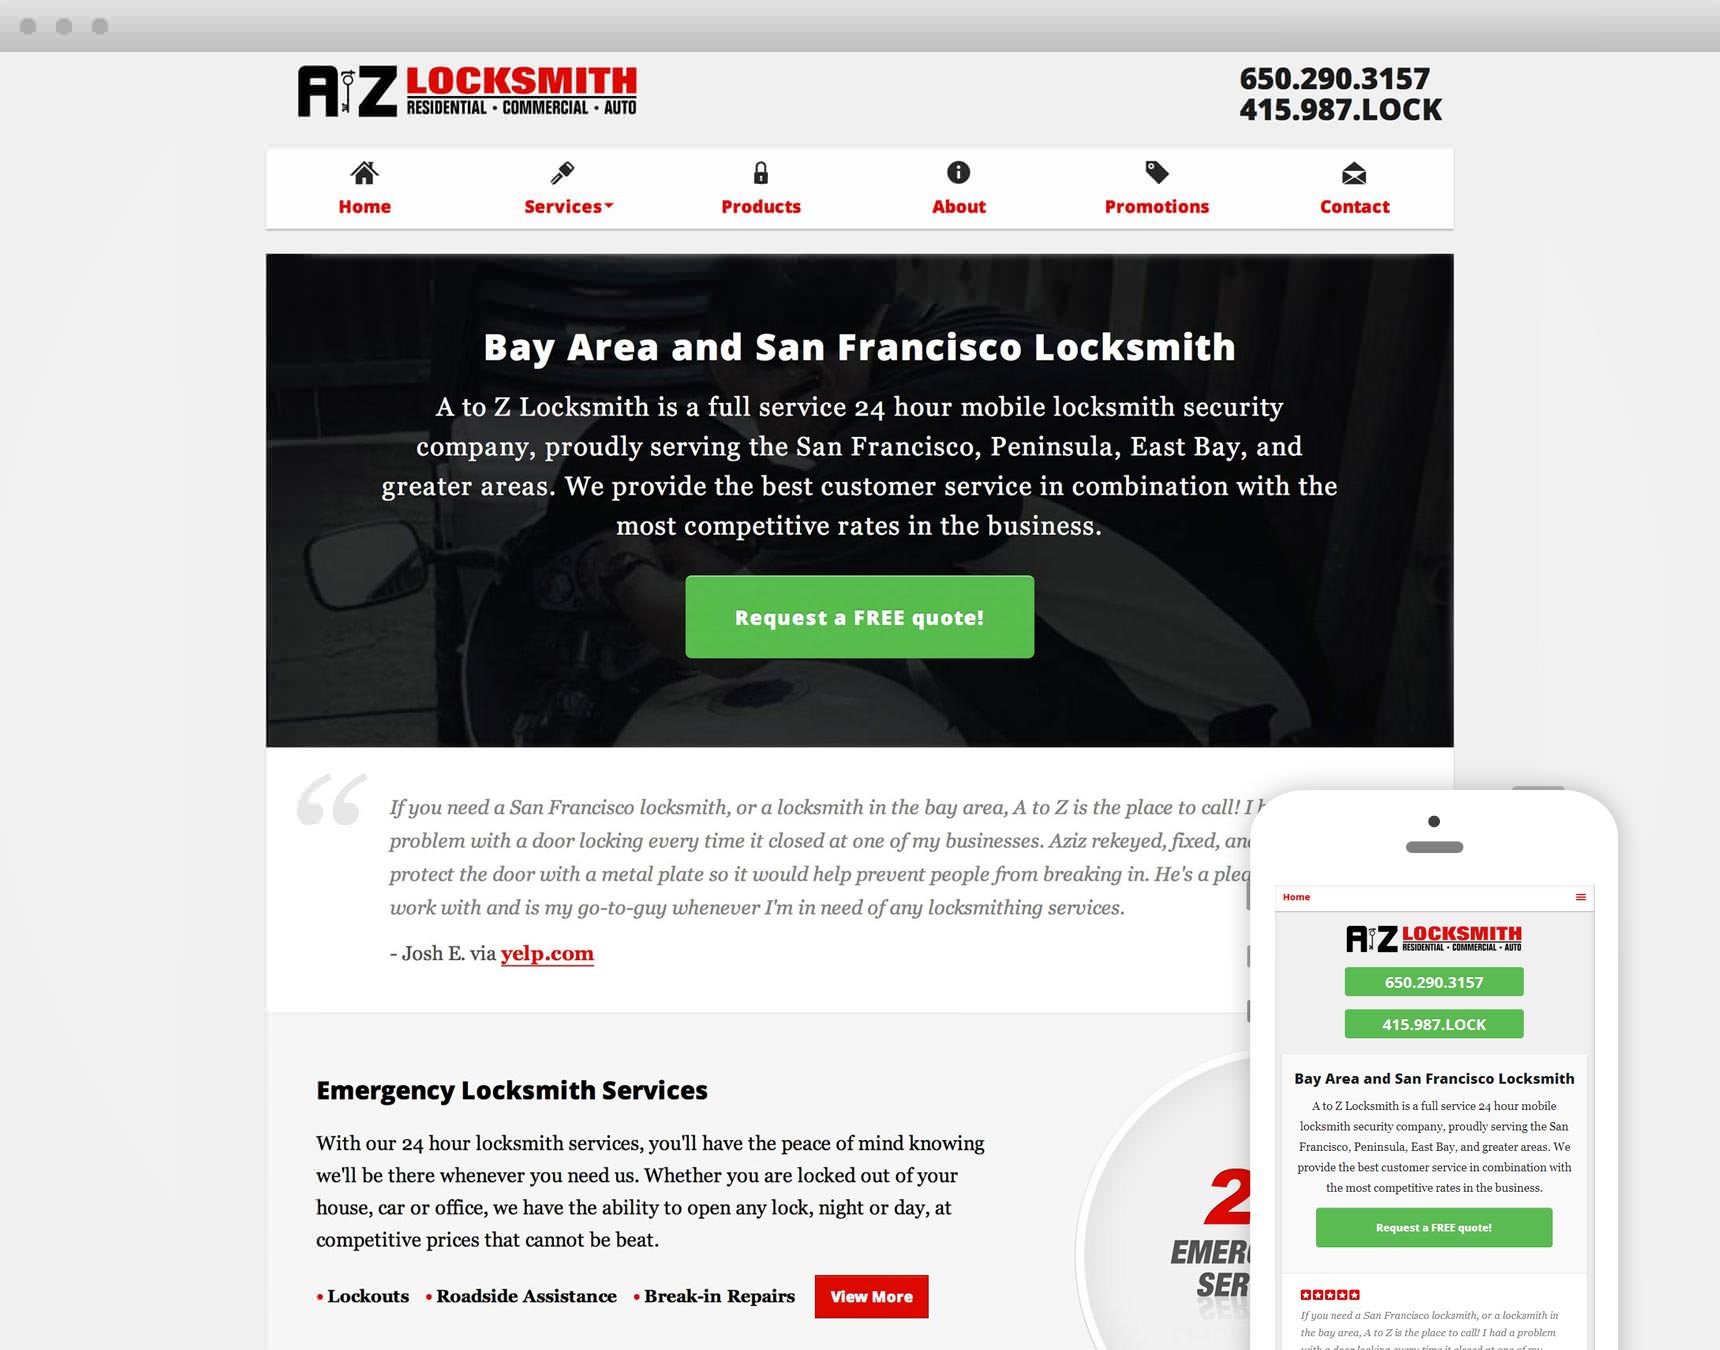 A Z LOCKSMITH
RESIDENTIAL • COMMERCIAL • AUTO
650.290.3157
415.987.LOCK
Home
Services
Products
About
Promotions
Contact
Bay Area and San Francisco Locksmith
A to Z Locksmith is a full service 24 hour mobile locksmith security
company, proudly serving the San Francisco, Peninsula, East Bay, and
greater areas. We provide the best customer service in combination with the
most competitive rates in the business.
Request a FREE quote!
“
If you need a San Francisco locksmith, or a locksmith in the bay area, A to Z is the place to call! I
problem with a door locking every time it closed at one of my businesses. Aziz rekeyed, fixed,
protect the door with a metal plate so it would help prevent people from breaking in. He's a
work with and is my go-to-guy whenever I'm in need of any locksmithing services.
- Josh E. via yelp.com
Emergency Locksmith Services
With our 24 hour locksmith services, you'll have the peace of mind knowing
we'll be there whenever you need us. Whether you are locked out of your
house, car or office, we have the ability to open any lock, night or day, at
competitive prices that cannot be beat.
• Lockouts • Roadside Assistance • Break-in Repairs
View More
2
EMER
SER
Home
A Z LOCKSMITH
RESIDENTIAL • COMMERCIAL • AUTO
650.290.3157
415.987.LOCK
Bay Area and San Francisco Locksmith
A to Z Locksmith is a full service 24 hour mobile
locksmith security company, proudly serving the San
Francisco, Peninsula, East Bay, and greater areas. We
provide the best customer service in combination with
the most competitive rates in the business.
Request a FREE quote!
If you need a San Francisco locksmith, or a locksmith in
the bay area, A to Z is the place to call! I had a problem
with a door locking every time it closed at one of my